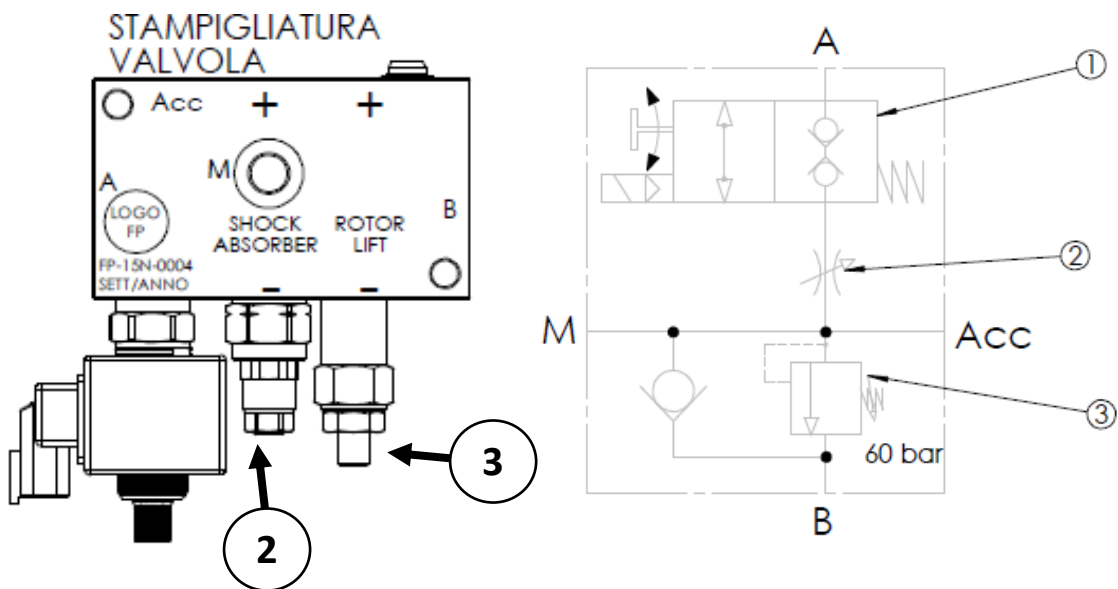 STAMPIGLIATURA
VALVOLA
Acc + +
M
A
LOGO
FP
SHOCK
ABSORBER
ROTOR
LIFT
B
FP-15N-0004
SETT/ANNO
- -
3
2
A
1
2
M
Acc
3
60 bar
B